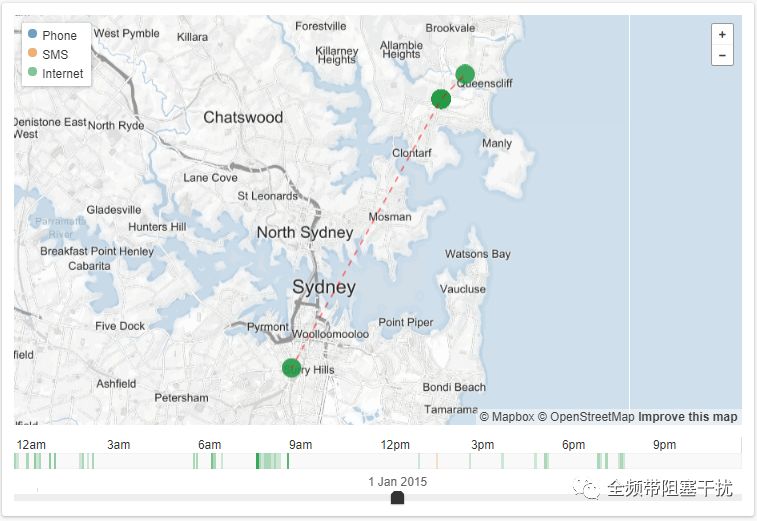 Phone
SMS
Internet
West Pymble
Killara
Forestville
Killarney
Heights
Allambie
Heights
Brookvale
+
−
Queenscliff
Denistone East
West
North Ryde
Chatswood
Clontarf
Manly
Lane Cove
St Leonards
Gladesville
Parramatta
River
Hunters Hill
Mosman
North Sydney
Breakfast Point
Henley
Cabarita
Watsons Bay
Sydney
Vaucluse
Five Dock
Pyrmont
Woolloomooloo
Point Piper
field
Ashfield
Petersham
Bondi Beach
Tamarama
© Mapbox © OpenStreetMap Improve this map
12am 3am 6am 9am 12pm 3pm 6pm 9pm
1 Jan 2015
全频带阻塞干扰